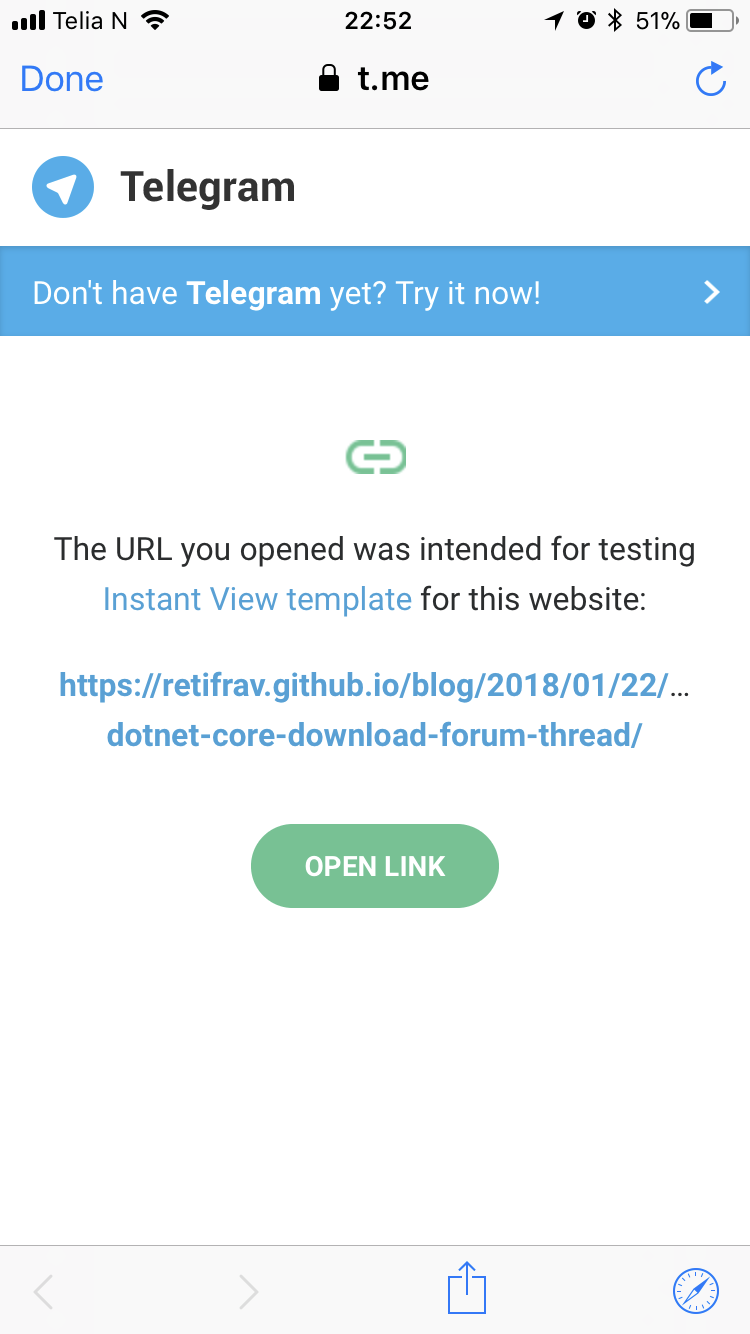 Telia N 22:52 51%
Done t.me
Telegram
Don't have Telegram yet? Try it now!
The URL you opened was intended for testing
Instant View template for this website:
https://retifrav.github.io/blog/2018/01/22/…
dotnet-core-download-forum-thread/
OPEN LINK